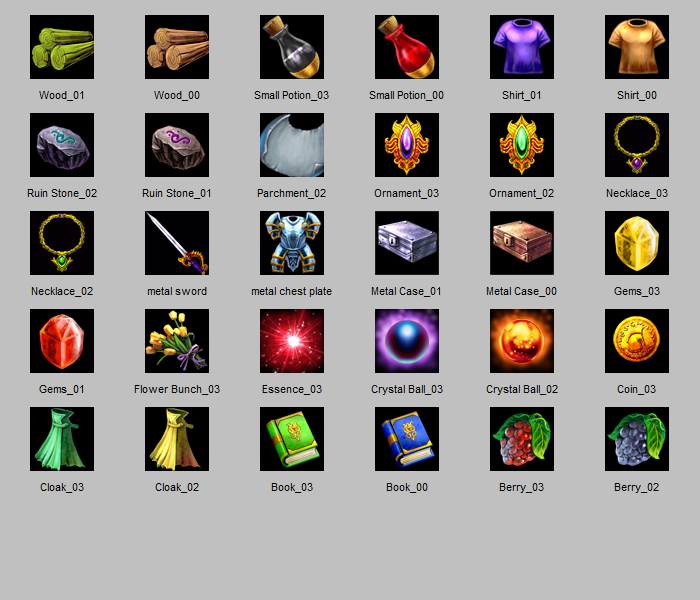 Wood_01
Wood_00
Small Potion_03
Small Potion_00
Shirt_01
Shirt_00
Ruin Stone_02
Ruin Stone_01
Parchment_02
Ornament_03
Ornament_02
Necklace_03
Necklace_02
metal sword
metal chest plate
Metal Case_01
Metal Case_00
Gems_03
Gems_01
Flower Bunch_03
Essence_03
Crystal Ball_03
Crystal Ball_02
Coin_03
Cloak_03
Cloak_02
Book_03
Book_00
Berry_03
Berry_02